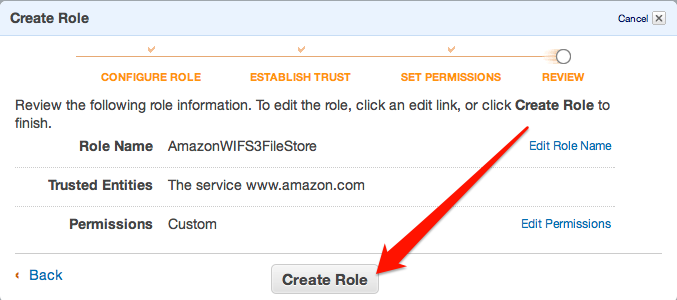 Create Role
Cancel
CONFIGURE ROLE ESTABLISH TRUST SET PERMISSIONS REVIEW
Review the following role information. To edit the role, click an edit link, or click Create Role to
finish.
Role Name AmazonWIFS3FileStore Edit Role Name
Trusted Entities The service www.amazon.com
Permissions Custom Edit Permissions
‹ Back
Create Role